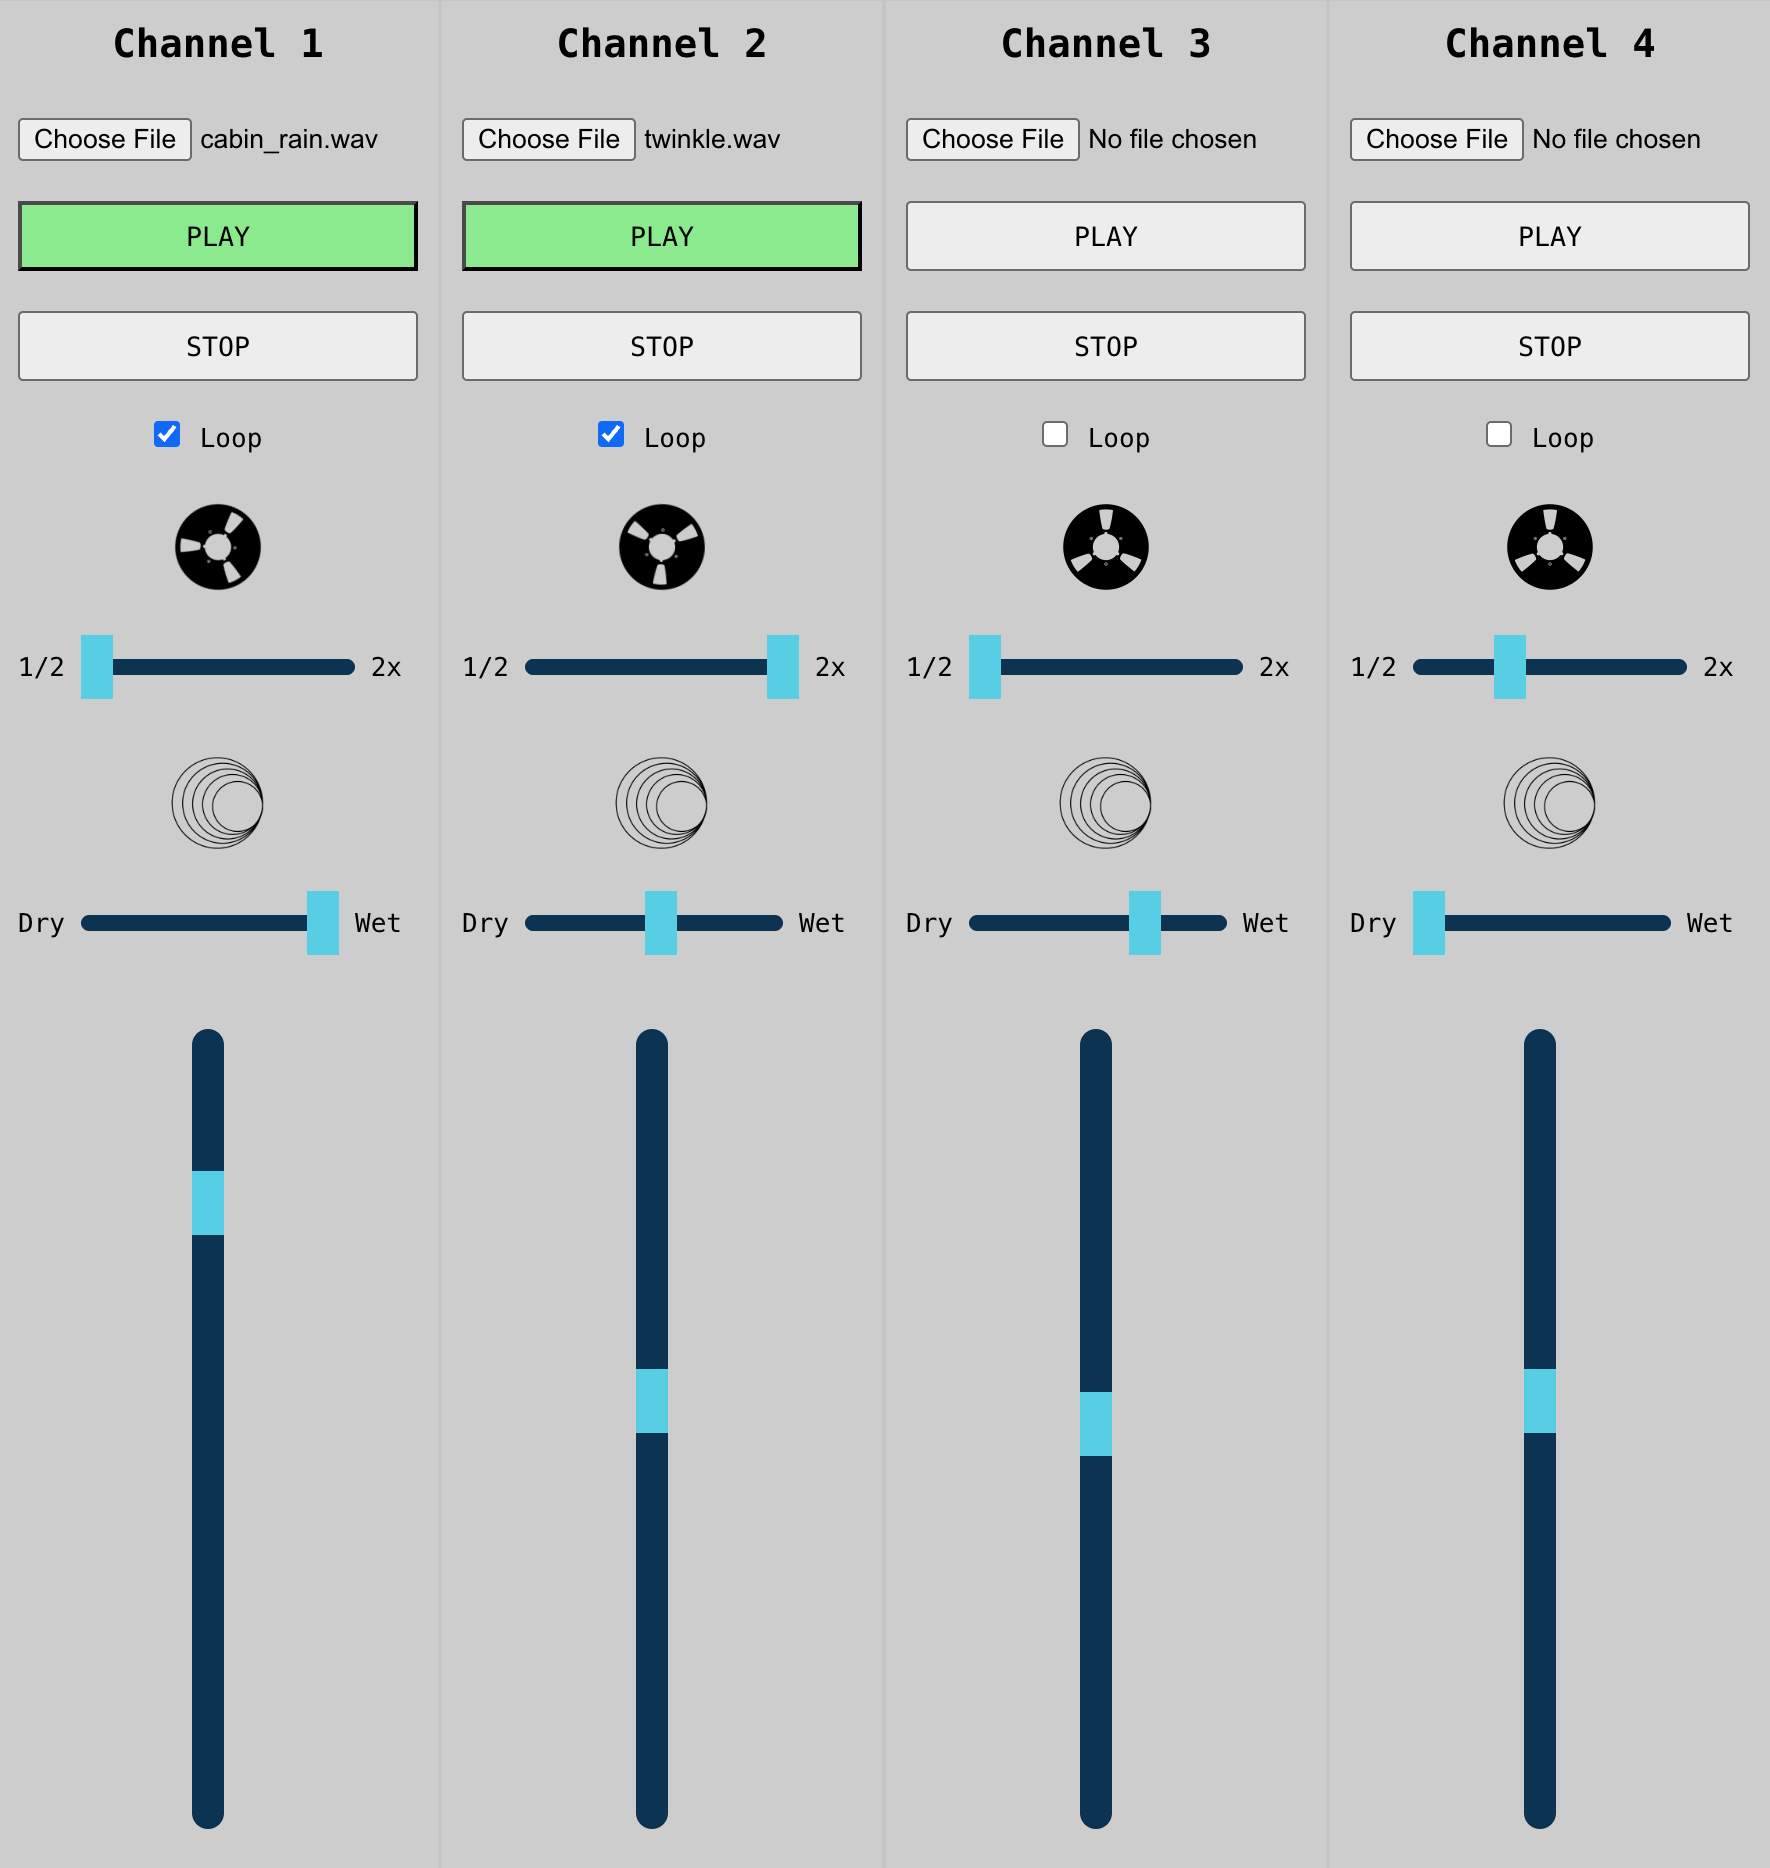 Channel 1
Choose File cabin_rain.wav
PLAY
STOP
Loop
1/2 2x
Dry Wet
Channel 2
Choose File twinkle.wav
PLAY
STOP
Loop
1/2 2x
Dry Wet
Channel 3
Choose File No file chosen
PLAY
STOP
Loop
1/2 2x
Dry Wet
Channel 4
Choose File No file chosen
PLAY
STOP
Loop
1/2 2x
Dry Wet